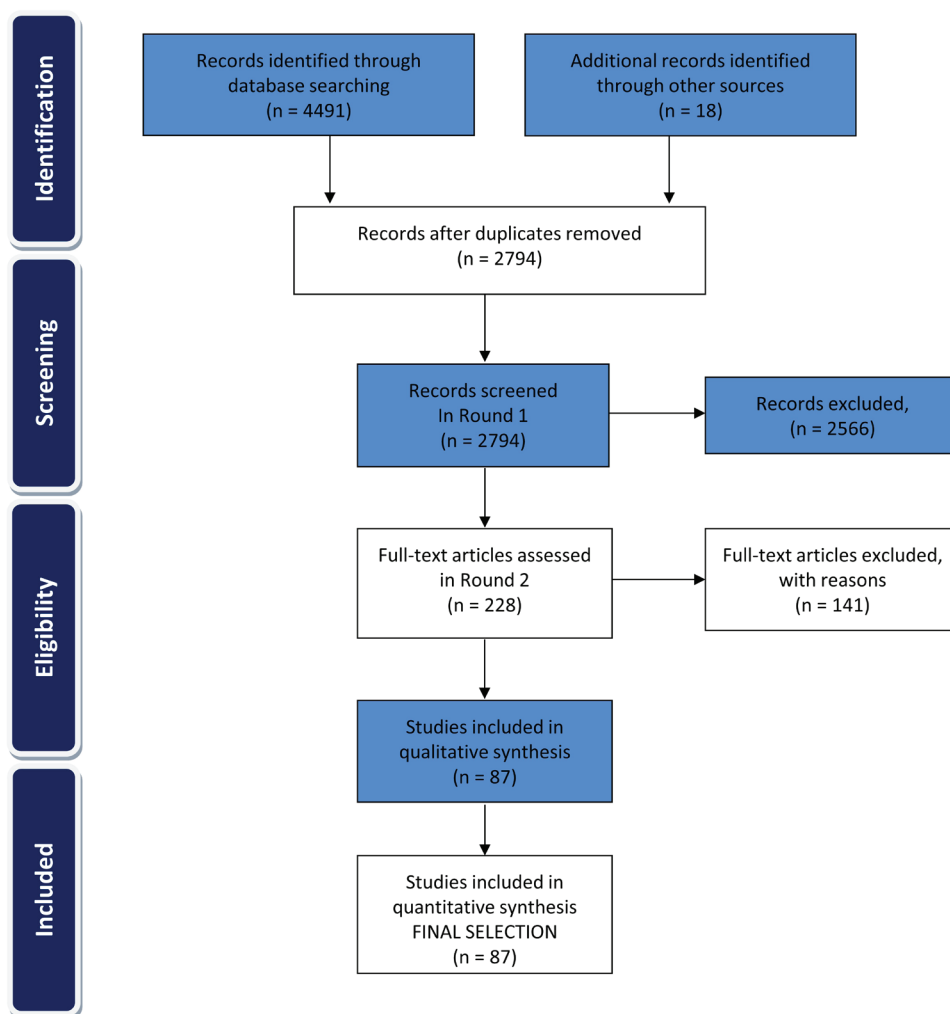 Identification
Records identified through
database searching
(n = 4491)
Additional records identified
through other sources
(n = 18)
Records after duplicates removed
(n = 2794)
Screening
Records screened
In Round 1
(n = 2794)
Records excluded,
(n = 2566)
Eligibility
Full-text articles assessed
in Round 2
(n = 228)
Full-text articles excluded,
with reasons
(n = 141)
Studies included in
qualitative synthesis
(n = 87)
Included
Studies included in
quantitative synthesis
FINAL SELECTION
(n = 87)